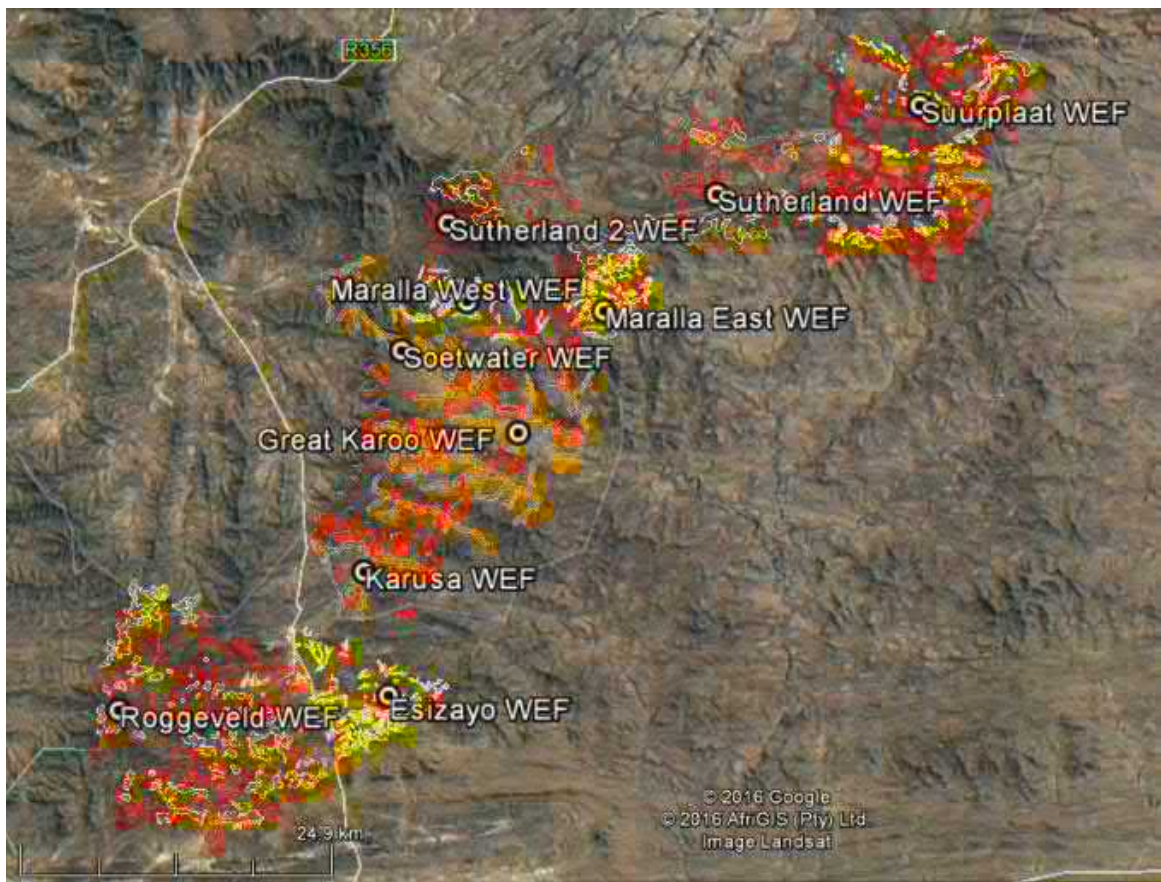 R356
Suurplaat WEF
Sutherland WEF
Sutherland 2 WEF
Maralla West WEF
Maralla East WEF
Soetwater WEF
Great Karoo WEF
Karusa WEF
Esizayo WEF
Roggeveld WEF
© 2016 Google
© 2016 AfriGIS (Pty) Ltd.
Image Landsat
24.9 km